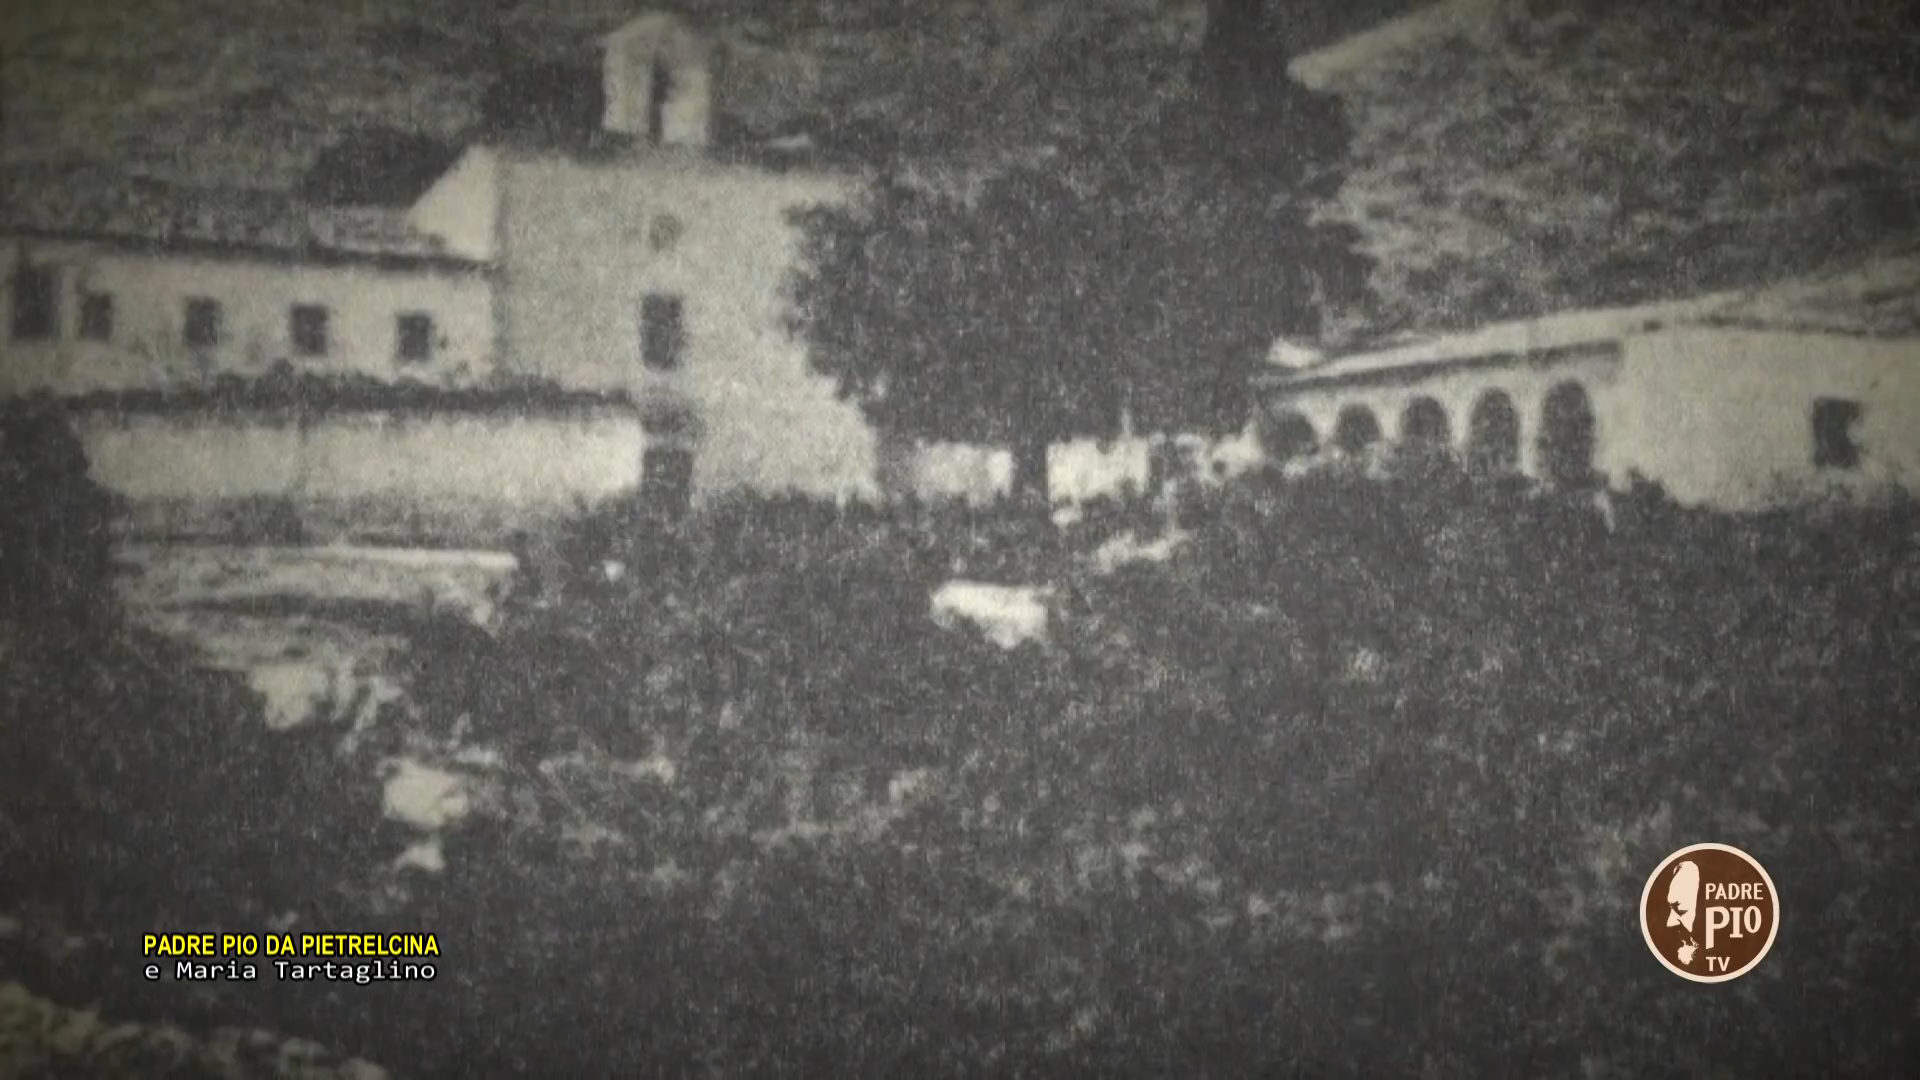 PADRE PIO DA PIETRELCINA
e Maria Tartaglino
PADRE
PIO
TV